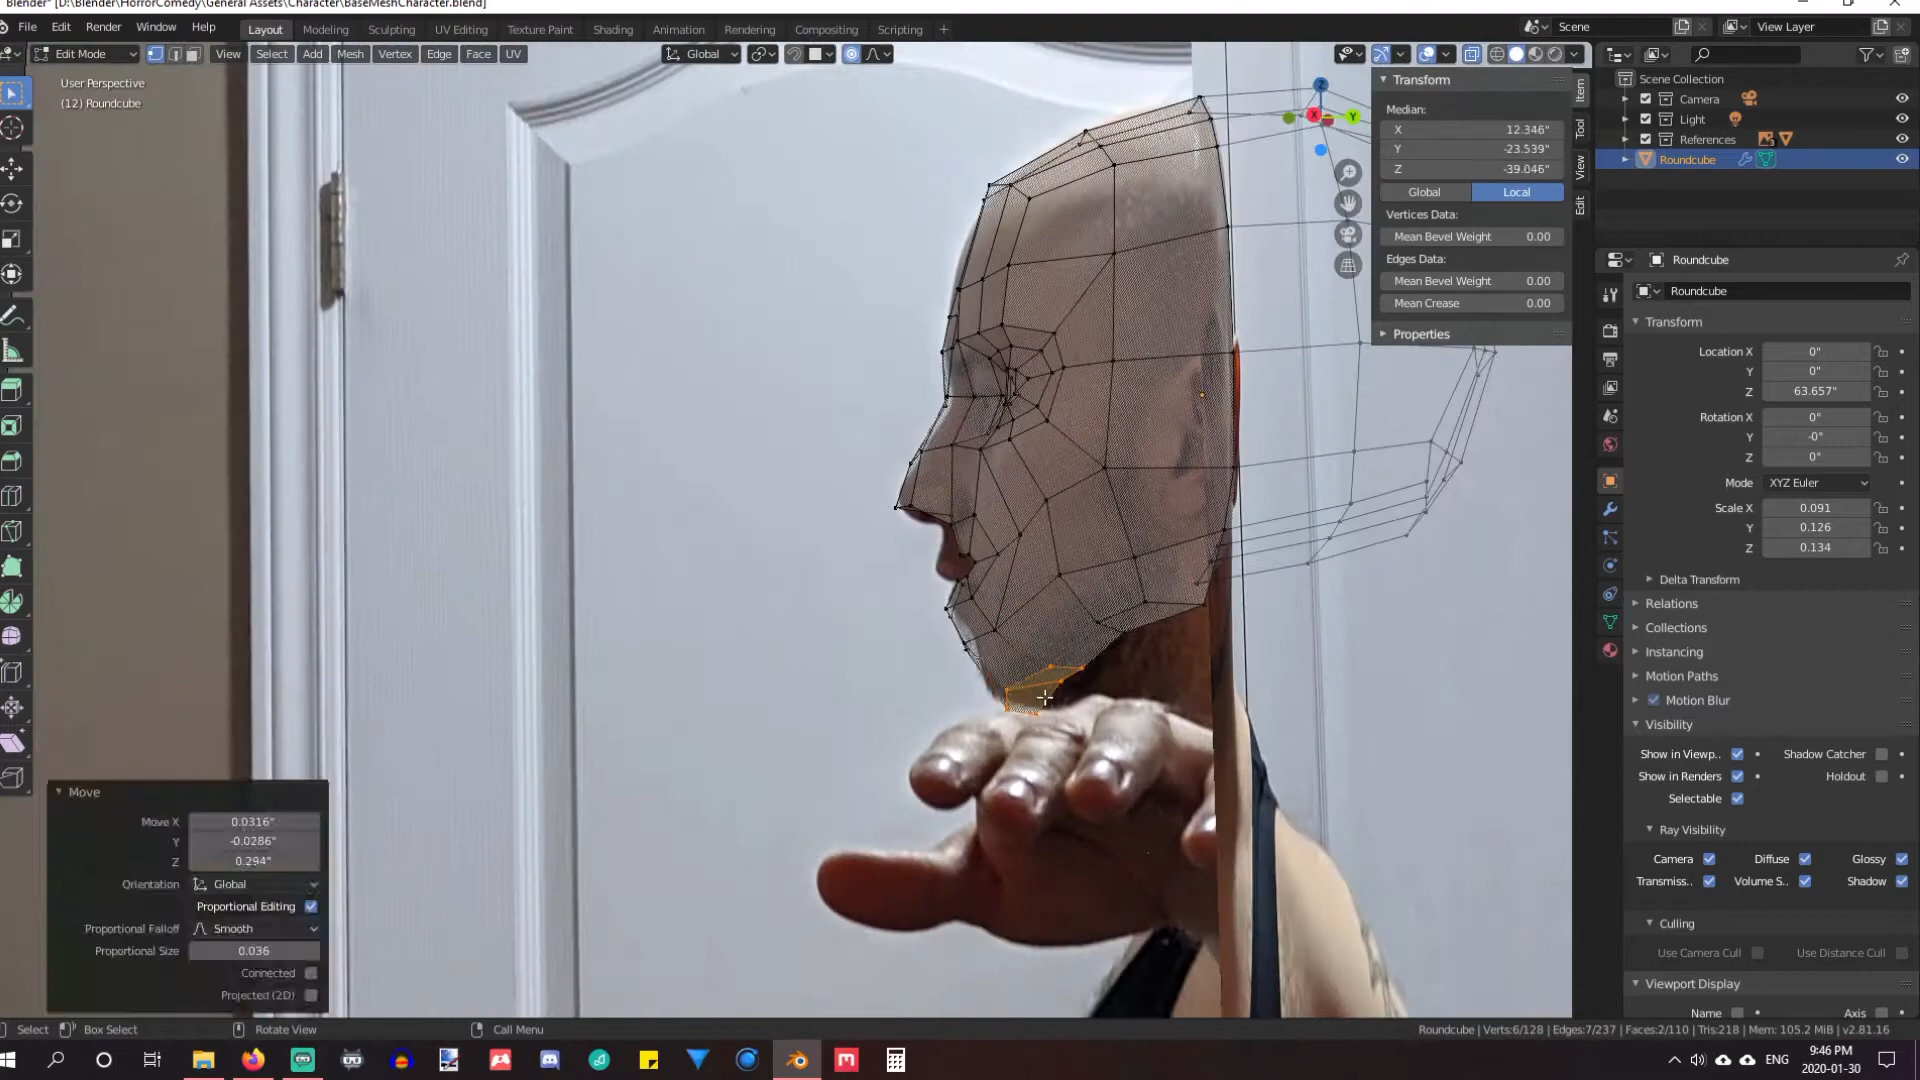 Blender* [D:\Blender\HorrorComedy\General Assets\Character\BaseMeshCharacter.blend]
File Edit Render Window Help Layout Modeling Sculpting UV Editing Texture Paint Shading Animation Rendering Compositing Scripting + Scene View Layer
Edit Mode View Select Add Mesh Vertex Edge Face UV Global
User Perspective
(12) Roundcube
Transform
Median:
X 12.346"
Y -23.539"
Z -39.046"
Global Local
Vertices Data:
Mean Bevel Weight 0.00
Edges Data:
Mean Bevel Weight 0.00
Mean Crease 0.00
Properties
Item
Tool
View
Edit
Z
Y
X
Scene Collection
Camera
Light
References 3
Roundcube
Roundcube
Roundcube
Transform
Location X 0"
Y 0"
Z 63.657"
Rotation X 0°
Y -0°
Z 0°
Mode XYZ Euler
Scale X 0.091
Y 0.126
Z 0.134
Delta Transform
Relations
Collections
Instancing
Motion Paths
Motion Blur
Visibility
Show in Viewp.. Shadow Catcher
Show in Renders Holdout
Selectable
Ray Visibility
Camera Diffuse Glossy
Transmiss.. Volume S.. Shadow
Culling
Use Camera Cull Use Distance Cull
Viewport Display
Name Axis
Move
Move X 0.0316"
Y -0.0286"
Z 0.294"
Orientation Global
Proportional Editing
Proportional Falloff Smooth
Proportional Size 0.036
Connected
Projected (2D)
Select Box Select Rotate View Call Menu Roundcube | Verts:6/128 | Edges:7/237 | Faces:2/110 | Tris:218 | Mem: 105.2 MiB | v2.81.16
ENG
9:46 PM
2020-01-30